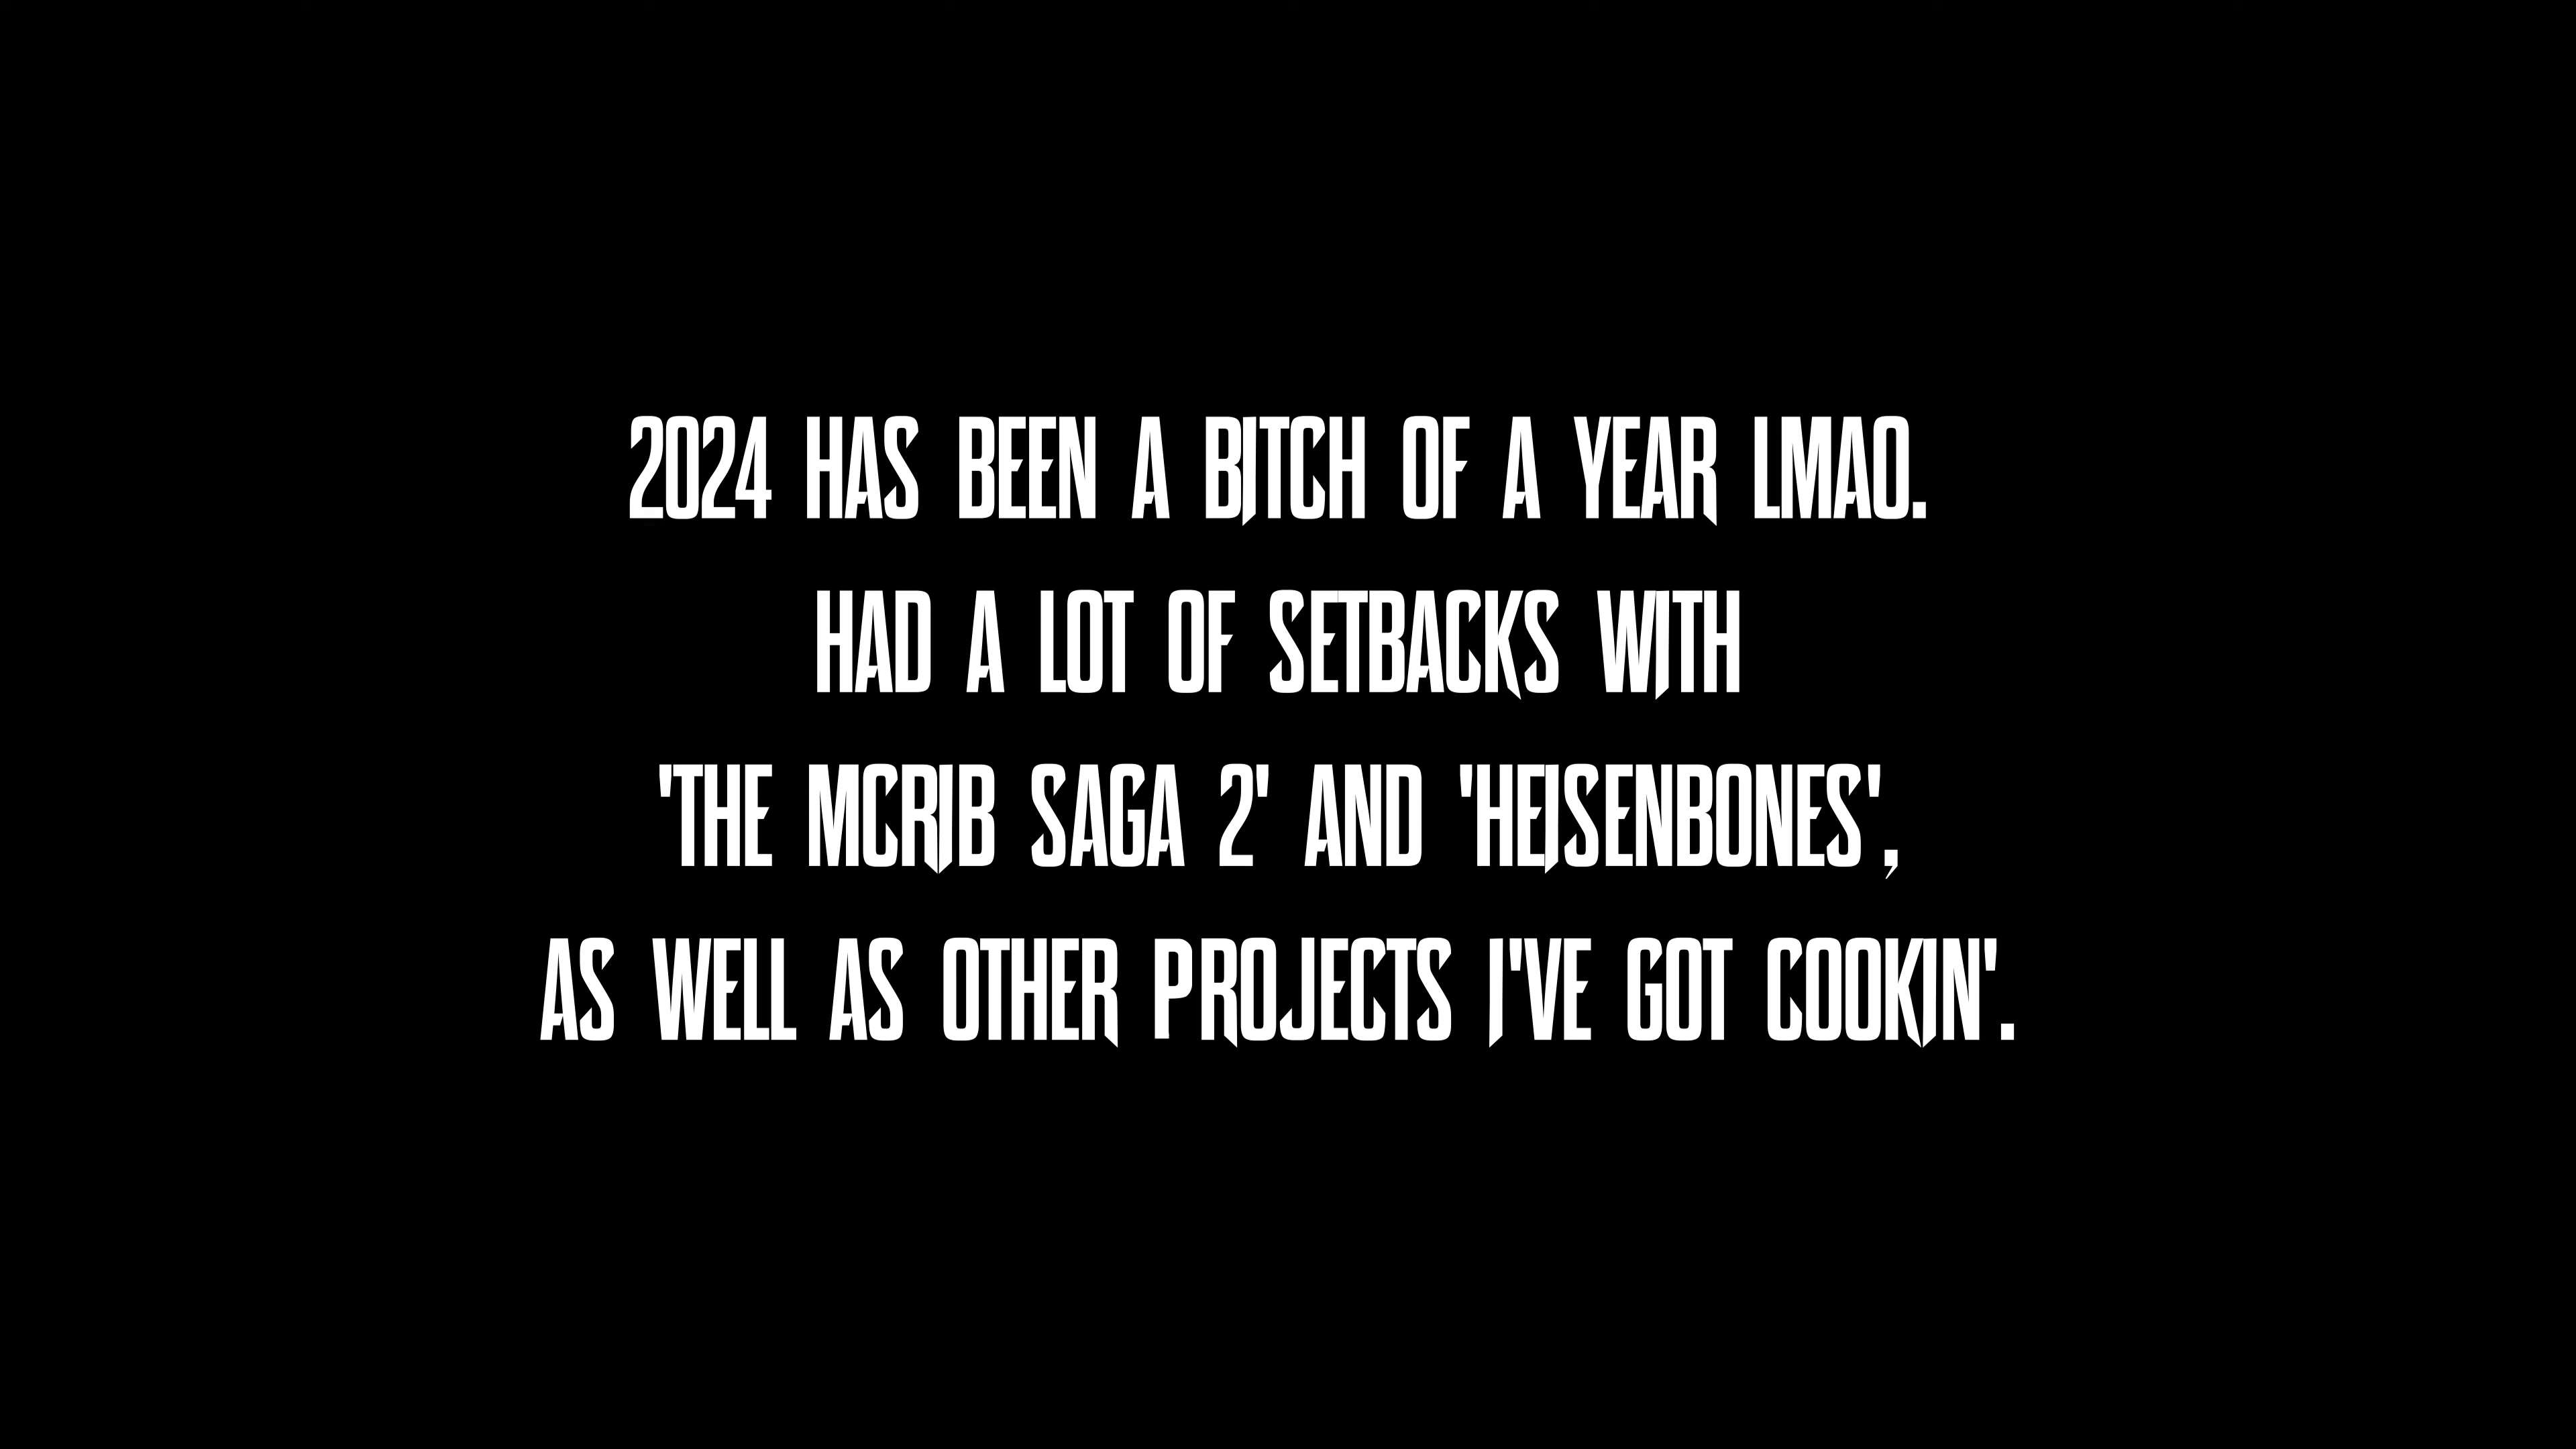 2024 HAS BEEN A BITCH OF A YEAR LMAO.
HAD A LOT OF SETBACKS WITH
'THE MCRIB SAGA 2' AND 'HEISENBONES',
AS WELL AS OTHER PROJECTS I'VE GOT COOKIN'.